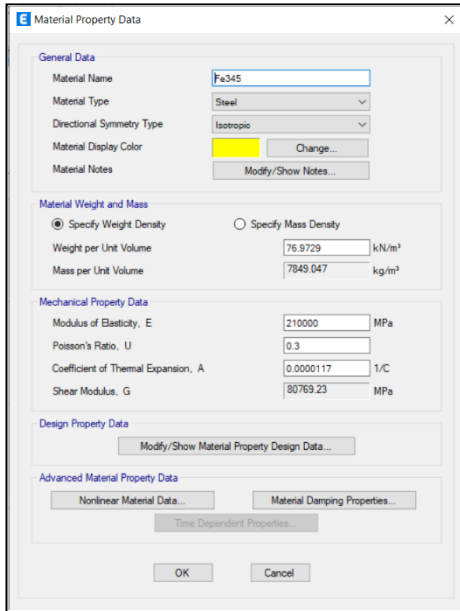 E Material Property Data
General Data
Material Name Fe345
Material Type Steel
Directional Symmetry Type Isotropic
Material Display Color Change...
Material Notes Modify/Show Notes...
Material Weight and Mass
Specify Weight Density Specify Mass Density
Weight per Unit Volume 76.9729 kN/m³
Mass per Unit Volume 7849.047 kg/m³
Mechanical Property Data
Modulus of Elasticity, E 210000 MPa
Poisson's Ratio, U 0.3
Coefficient of Thermal Expansion, A 0.0000117 1/C
Shear Modulus, G 80769.23 MPa
Design Property Data
Modify/Show Material Property Design Data...
Advanced Material Property Data
Nonlinear Material Data... Material Damping Properties...
Time Dependent Properties...
OK Cancel